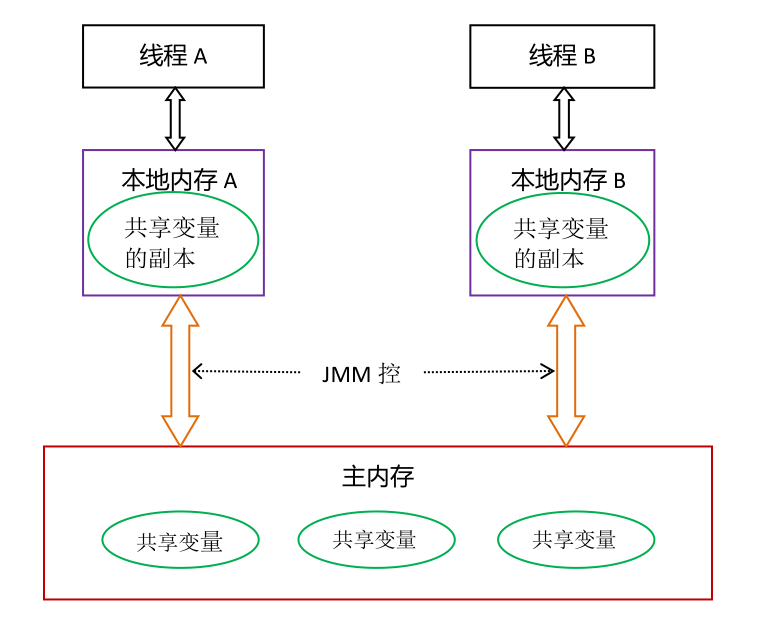 线程 A
线程 B
本地内存 A
共享变量
的副本
本地内存 B
共享变量
的副本
JMM 控
主内存
共享变量
共享变量
共享变量